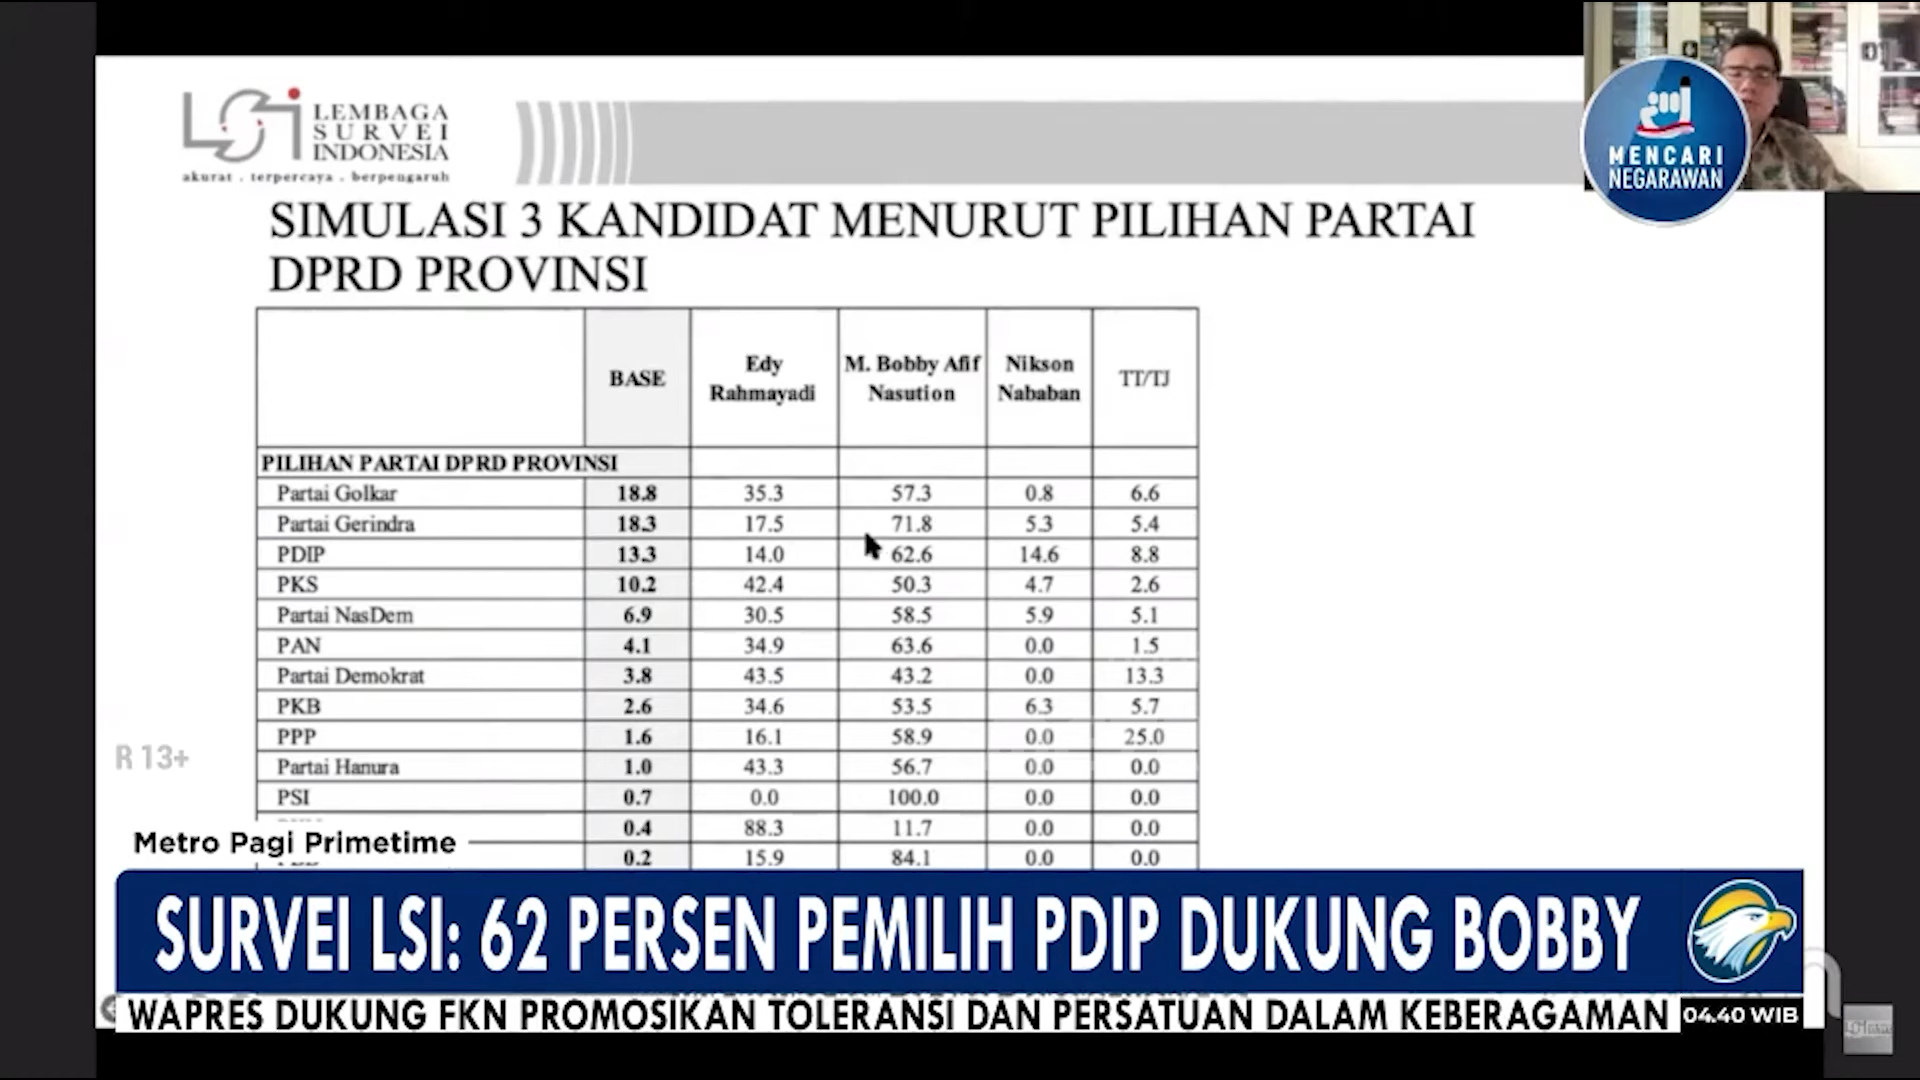 LSi LEMBAGA SURVEI INDONESIA
akurat . terpercaya . berpengaruh
MENCARI NEGARAWAN
SIMULASI 3 KANDIDAT MENURUT PILIHAN PARTAI
DPRD PROVINSI
BASE Edy Rahmayadi M. Bobby Afif Nasution Nikson Nababan TT/TJ
PILIHAN PARTAI DPRD PROVINSI
Partai Golkar 18.8 35.3 57.3 0.8 6.6
Partai Gerindra 18.3 17.5 71.8 5.3 5.4
PDIP 13.3 14.0 62.6 14.6 8.8
PKS 10.2 42.4 50.3 4.7 2.6
Partai NasDem 6.9 30.5 58.5 5.9 5.1
PAN 4.1 34.9 63.6 0.0 1.5
Partai Demokrat 3.8 43.5 43.2 0.0 13.3
PKB 2.6 34.6 53.5 6.3 5.7
PPP 1.6 16.1 58.9 0.0 25.0
Partai Hanura 1.0 43.3 56.7 0.0 0.0
PSI 0.7 0.0 100.0 0.0 0.0
0.4 88.3 11.7 0.0 0.0
0.2 15.9 84.1 0.0 0.0
R 13+
Metro Pagi Primetime
SURVEI LSI: 62 PERSEN PEMILIH PDIP DUKUNG BOBBY
WAPRES DUKUNG FKN PROMOSIKAN TOLERANSI DAN PERSATUAN DALAM KEBERAGAMAN
04.40 WIB